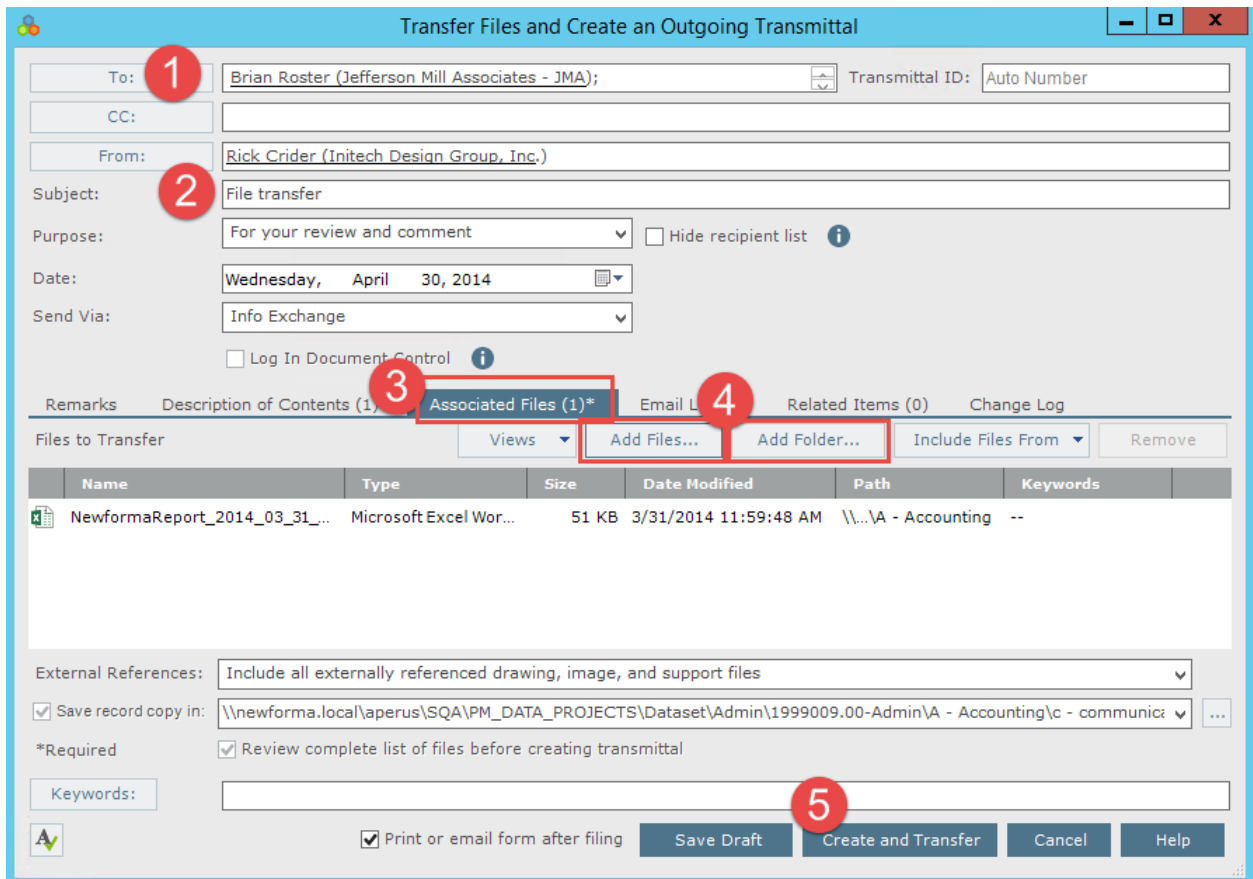 Transfer Files and Create an Outgoing Transmittal
To: 1 Brian Roster (Jefferson Mill Associates - JMA); Transmittal ID: Auto Number
CC:
From: Rick Crider (Initech Design Group, Inc.)
Subject: 2 File transfer
Purpose: For your review and comment Hide recipient list i
Date: Wednesday, April 30, 2014
Send Via: Info Exchange
Log In Document Control i
3 4
Remarks Description of Contents (1) Associated Files (1)* Email Related Items (0) Change Log
Files to Transfer Views Add Files... Add Folder... Include Files From Remove
Name Type Size Date Modified Path Keywords
NewformaReport_2014_03_31_... Microsoft Excel Wor... 51 KB 3/31/2014 11:59:48 AM \\...\A - Accounting --
External References: Include all externally referenced drawing, image, and support files
Save record copy in: \\newforma.local\aperus\SQA\PM_DATA_PROJECTS\Dataset\Admin\1999009.00-Admin\A - Accounting\c - communica ...
*Required Review complete list of files before creating transmittal
Keywords:
5
A Print or email form after filing Save Draft Create and Transfer Cancel Help